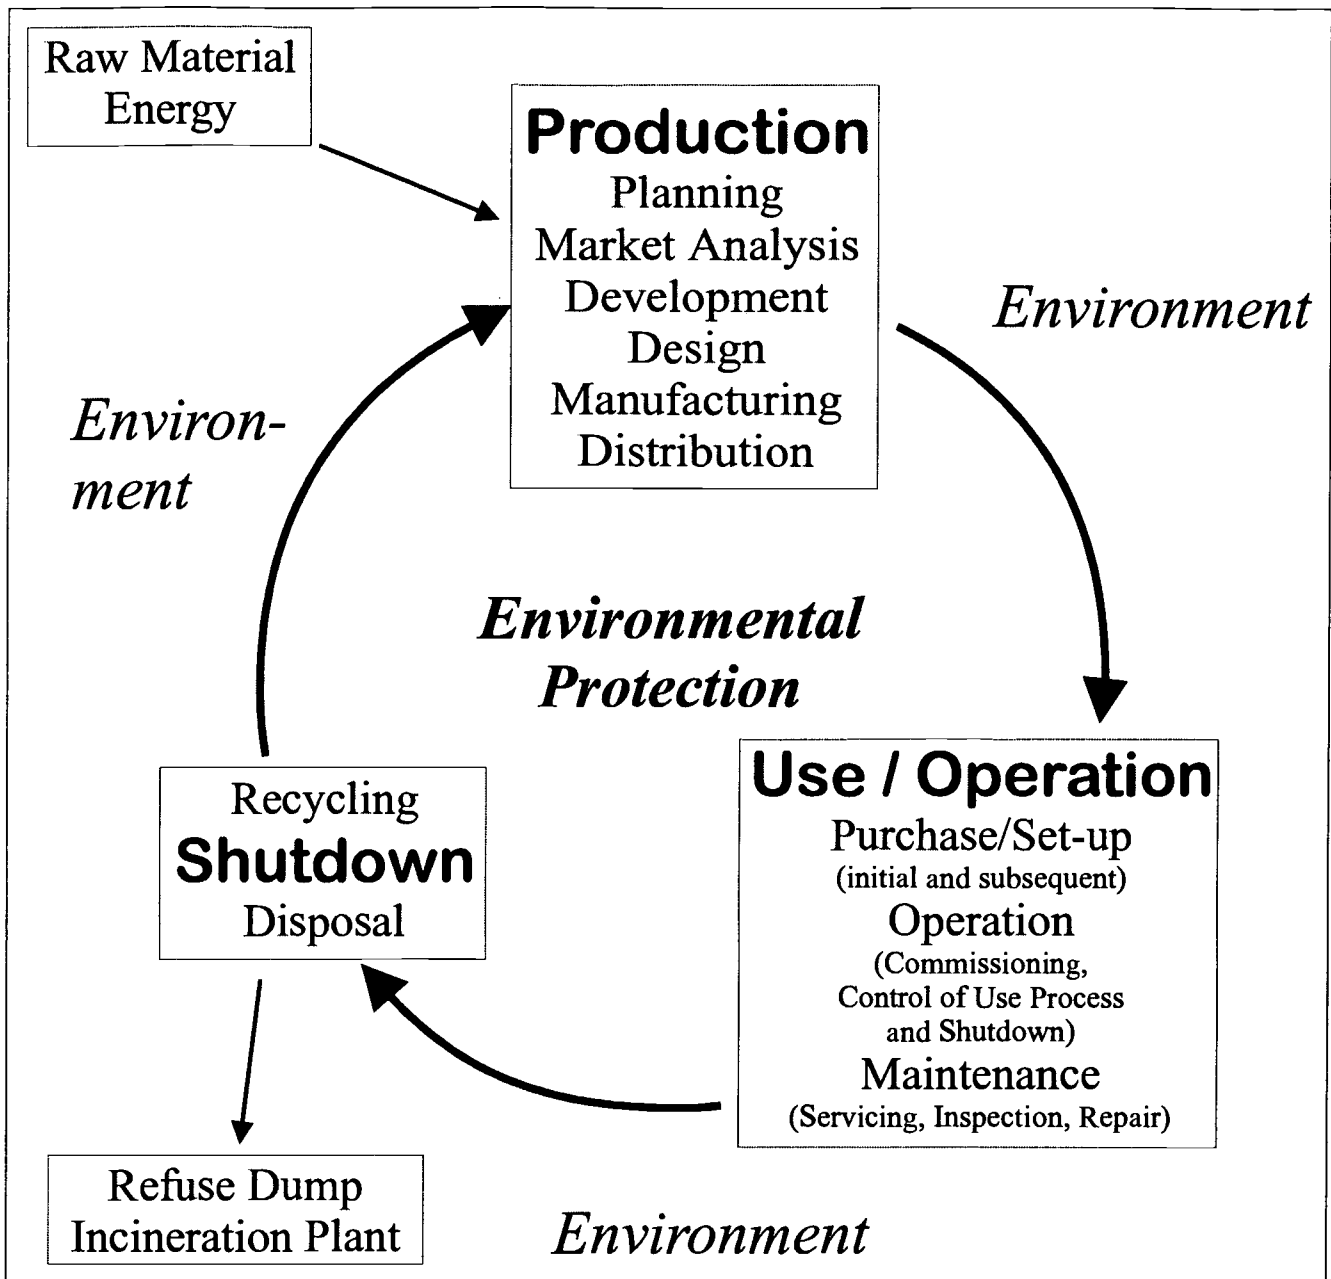 Raw Material
Energy
Production
Planning
Market Analysis
Development
Design
Manufacturing
Distribution
Environment
Environ-
ment
Environmental
Protection
Recycling
Shutdown
Disposal
Use / Operation
Purchase/Set-up
(initial and subsequent)
Operation
(Commissioning,
Control of Use Process
and Shutdown)
Maintenance
(Servicing, Inspection, Repair)
Refuse Dump
Incineration Plant
Environment